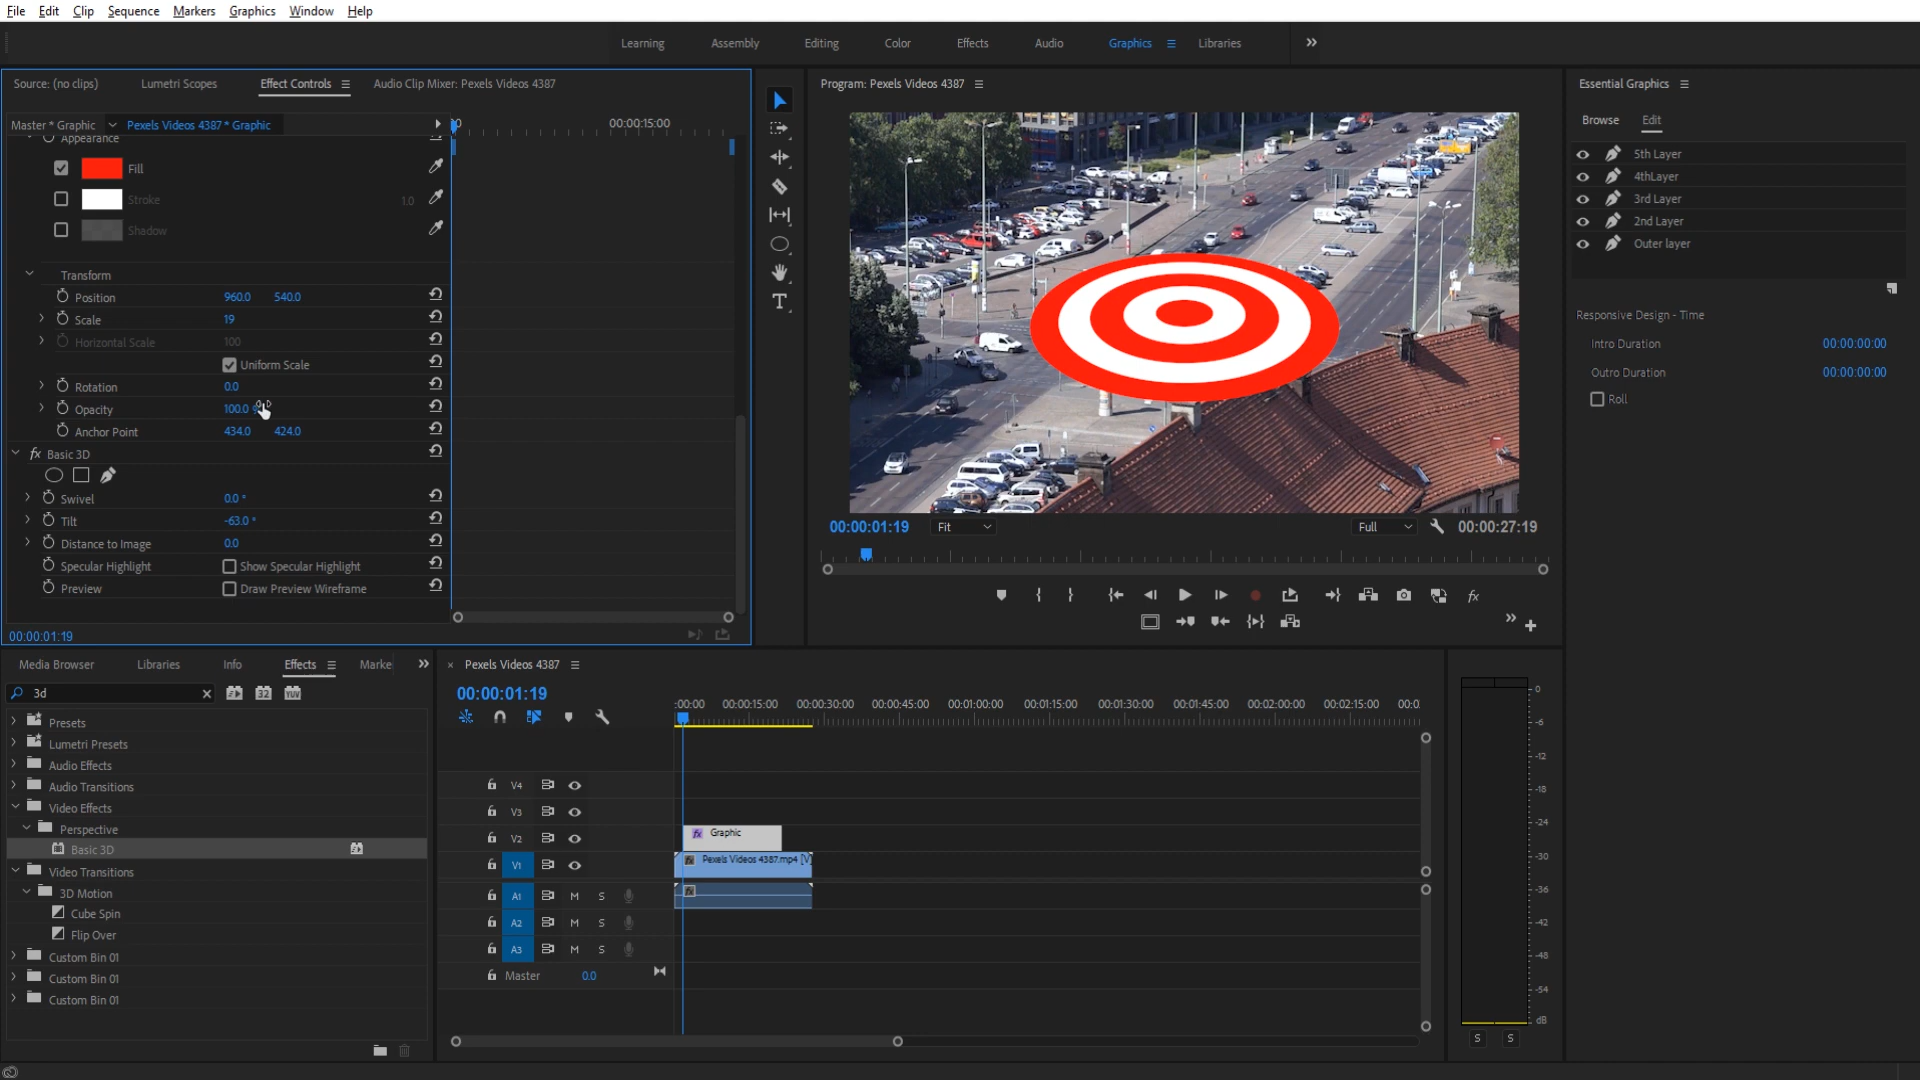 File Edit Clip Sequence Markers Graphics Window Help
Learning Assembly Editing Color Effects Audio Graphics Libraries
Source: (no clips) Lumetri Scopes Effect Controls Audio Clip Mixer: Pexels Videos 4387
Master * Graphic Pexels Videos 4387 * Graphic 00:00:15:00
Appearance
Fill
Stroke 1.0
Shadow
Transform
Position 960.0 540.0
Scale 19
Horizontal Scale 100
Uniform Scale
Rotation 0.0
Opacity 100.0
Anchor Point 434.0 424.0
fx Basic 3D
Swivel 0.0 °
Tilt -63.0 °
Distance to Image 0.0
Specular Highlight Show Specular Highlight
Preview Draw Preview Wireframe
00:00:01:19
Program: Pexels Videos 4387
00:00:01:19 Fit Full 00:00:27:19
fx
Essential Graphics
Browse Edit
5th Layer
4thLayer
3rd Layer
2nd Layer
Outer layer
Responsive Design - Time
Intro Duration 00:00:00:00
Outro Duration 00:00:00:00
Roll
Media Browser Libraries Info Effects Marke
3d 32 YUV
Presets
Lumetri Presets
Audio Effects
Audio Transitions
Video Effects
Perspective
Basic 3D
Video Transitions
3D Motion
Cube Spin
Flip Over
Custom Bin 01
Custom Bin 01
Custom Bin 01
× Pexels Videos 4387
00:00:01:19
:00:00 00:00:15:00 00:00:30:00 00:00:45:00 00:01:00:00 00:01:15:00 00:01:30:00 00:01:45:00 00:02:00:00 00:02:15:00 00:0
V4
V3
V2 fx Graphic
V1 fx Pexels Videos 4387.mp4 [V]
A1 M S fx
A2 M S
A3 M S
Master 0.0
0
-6
-12
-18
-24
-30
-36
-42
-48
-54
dB
S S